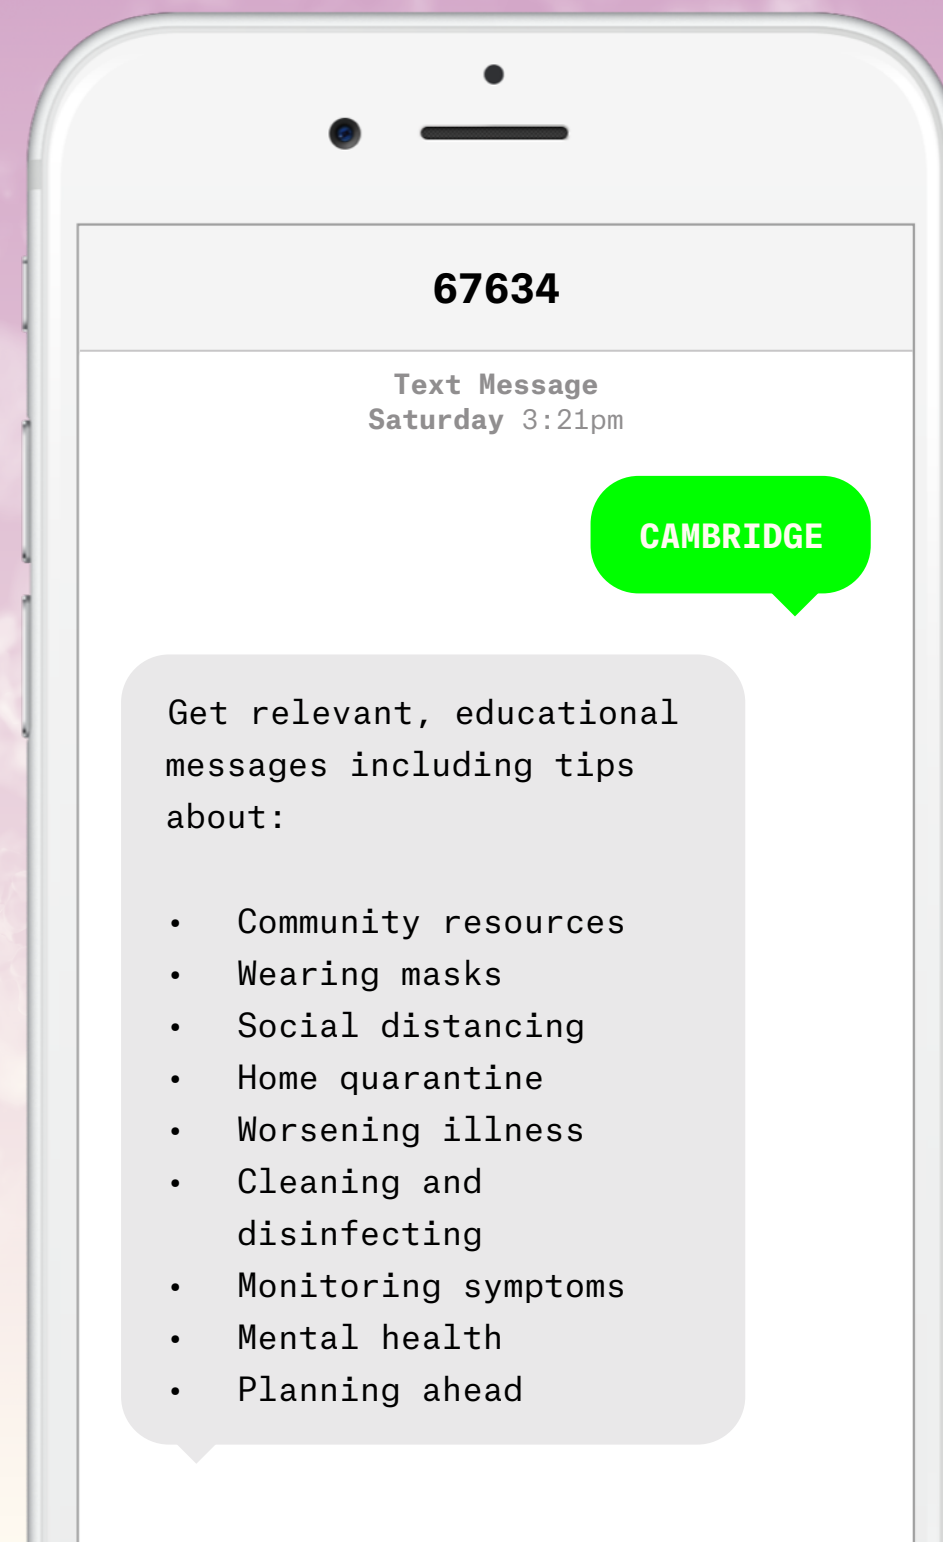 67634
Text Message
Saturday 3:21pm
CAMBRIDGE
Get relevant, educational
messages including tips
about:
• Community resources
• Wearing masks
• Social distancing
• Home quarantine
• Worsening illness
• Cleaning and
disinfecting
• Monitoring symptoms
• Mental health
• Planning ahead